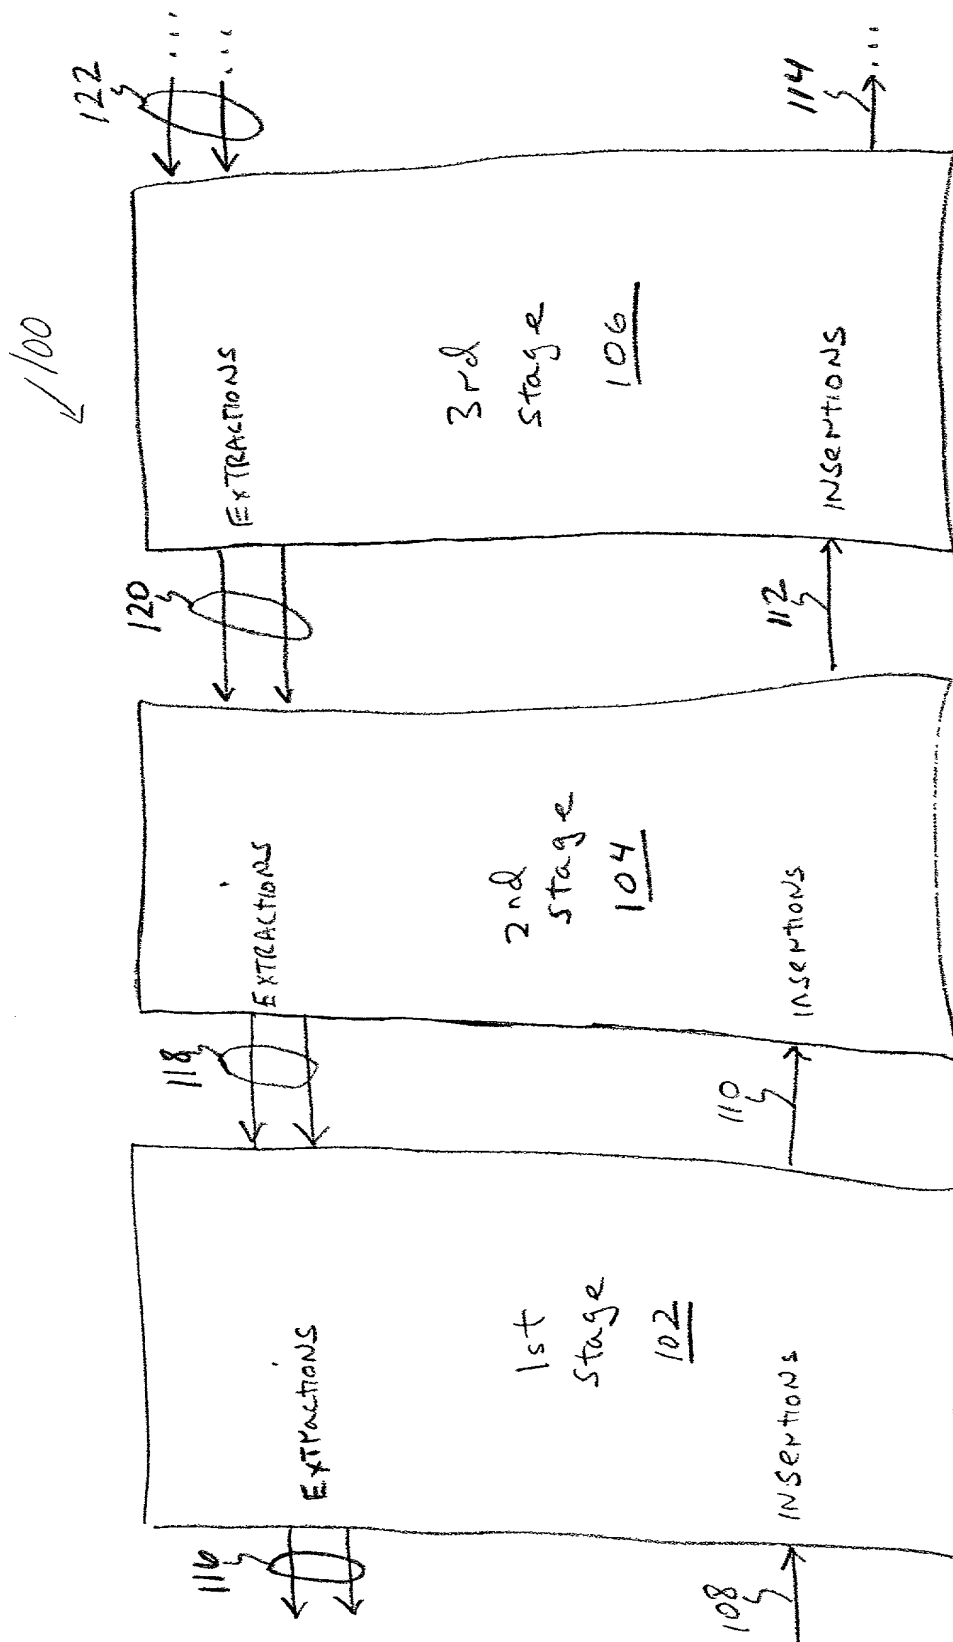 100
122
EXTRACTIONS
3rd
Stage
106
INSertIONS
114
120
112
EXTRACTIONS
2nd
Stage
104
INSertIONS
118
110
EXTractIONS
1st
Stage
102
INSertIONS
116
108